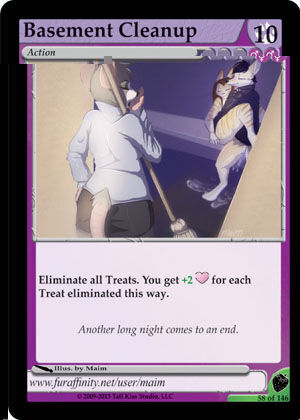 Basement Cleanup
10
Action
Eliminate all Treats. You get +2 for each
Treat eliminated this way.
Another long night comes to an end.
Illus. by Maim
www.furaffinity.net/user/maim
© 2009-2015 Tail Kiss Studio, LLC
58 of 146